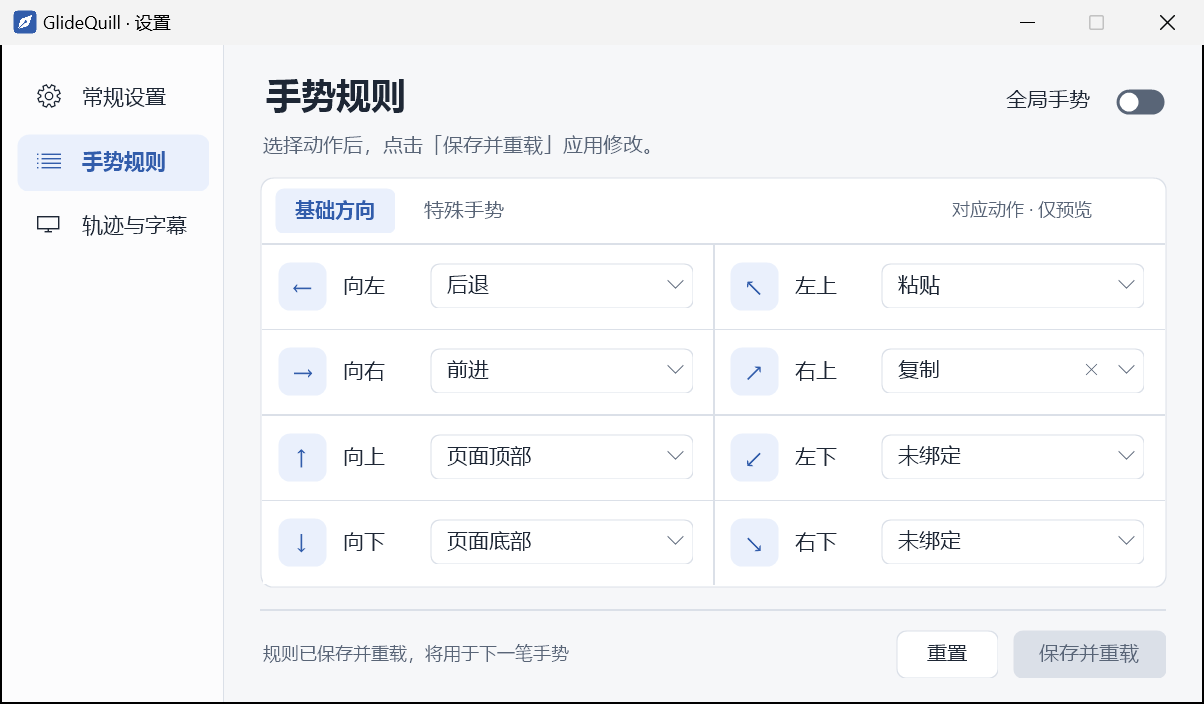 GlideQuill · 设置
常规设置
手势规则
轨迹与字幕
手势规则
全局手势
选择动作后，点击「保存并重载」应用修改。
基础方向
特殊手势
对应动作 · 仅预览
← 向左 后退
↖ 左上 粘贴
→ 向右 前进
↗ 右上 复制
↑ 向上 页面顶部
↙ 左下 未绑定
↓ 向下 页面底部
↘ 右下 未绑定
规则已保存并重载，将用于下一笔手势
重置
保存并重载